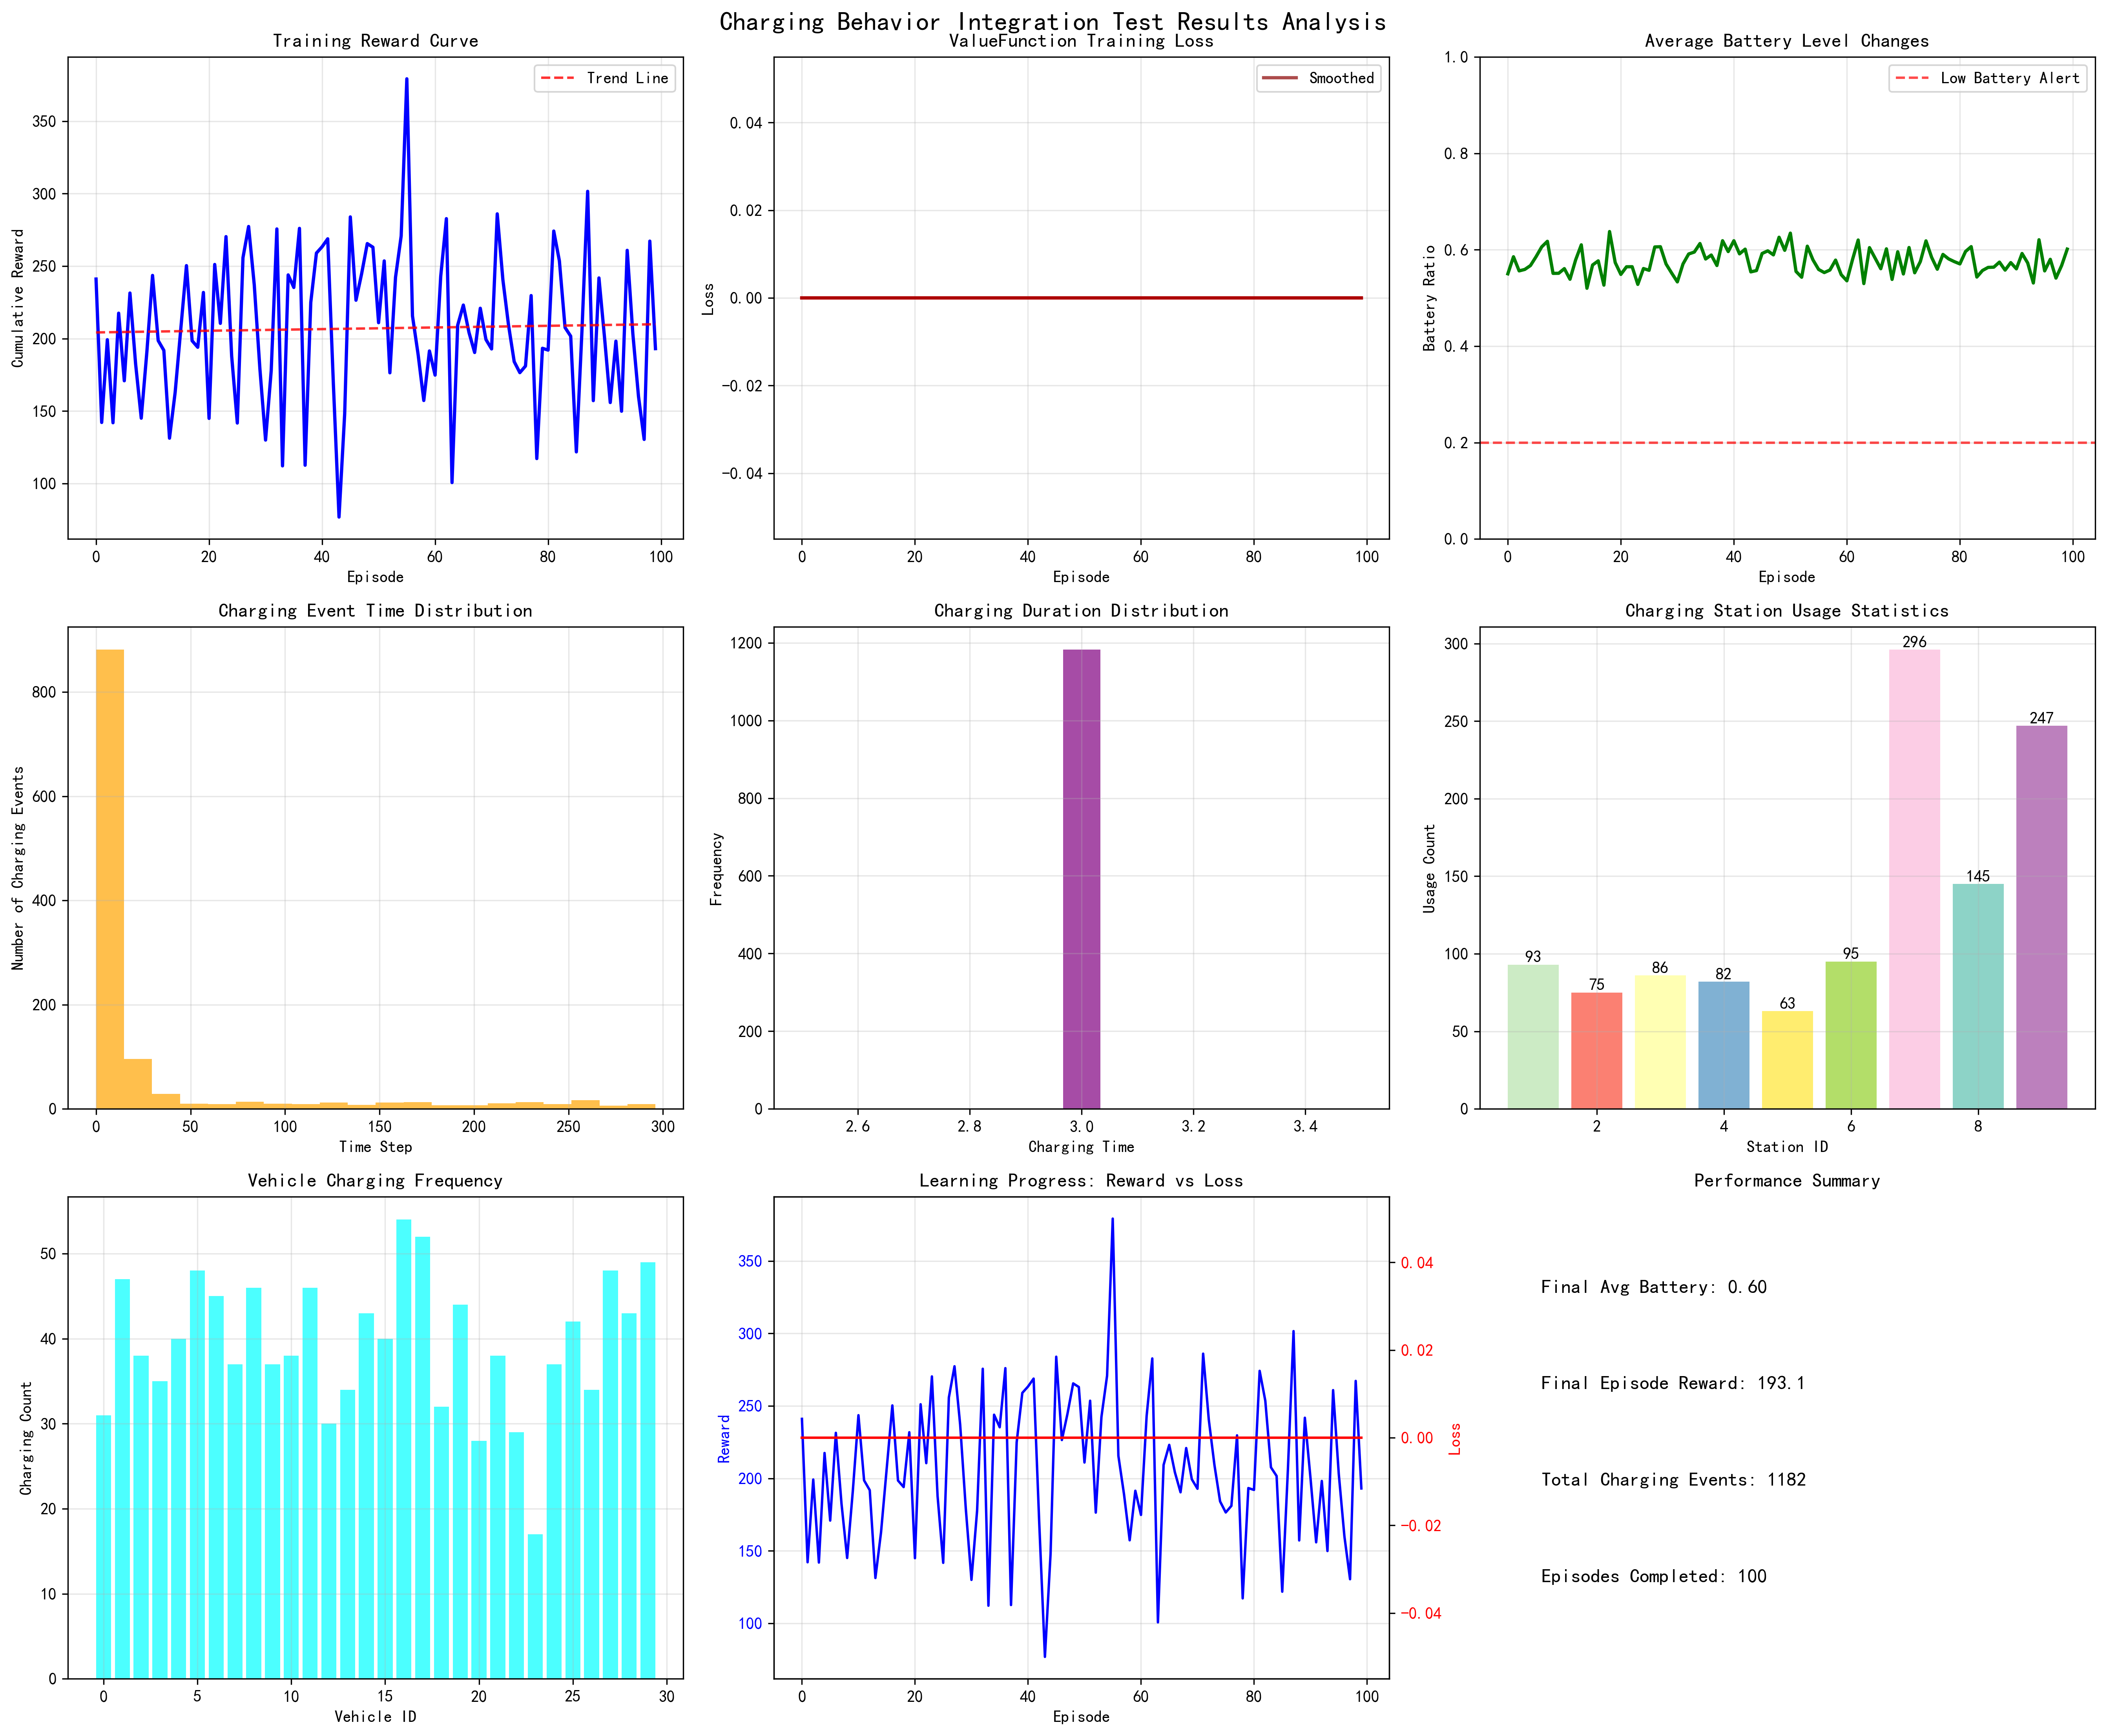 Charging Behavior Integration Test Results Analysis
Training Reward Curve
Trend Line
350
300
250
200
150
100
Cumulative Reward
0 20 40 60 80 100
Episode
ValueFunction Training Loss
Smoothed
0.04
0.02
0.00
-0.02
-0.04
Loss
0 20 40 60 80 100
Episode
Average Battery Level Changes
Low Battery Alert
1.0
0.8
0.6
0.4
0.2
0.0
Battery Ratio
0 20 40 60 80 100
Episode
Charging Event Time Distribution
800
600
400
200
0
Number of Charging Events
0 50 100 150 200 250 300
Time Step
Charging Duration Distribution
1200
1000
800
600
400
200
0
Frequency
2.6 2.8 3.0 3.2 3.4
Charging Time
Charging Station Usage Statistics
300
250
200
150
100
50
0
Usage Count
93 75 86 82 63 95 296 145 247
2 4 6 8
Station ID
Vehicle Charging Frequency
50
40
30
20
10
0
Charging Count
0 5 10 15 20 25 30
Vehicle ID
Learning Progress: Reward vs Loss
350
300
250
200
150
100
Reward
0.04
0.02
0.00
-0.02
-0.04
Loss
0 20 40 60 80 100
Episode
Performance Summary
Final Avg Battery: 0.60
Final Episode Reward: 193.1
Total Charging Events: 1182
Episodes Completed: 100